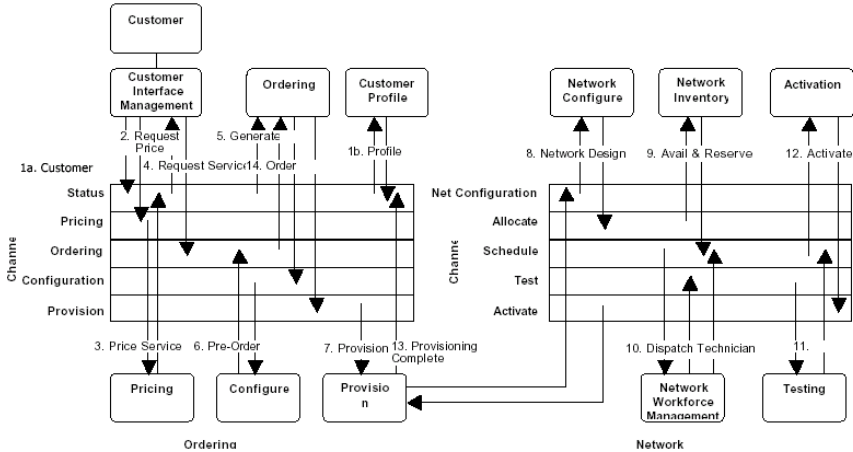 Customer
Customer
Interface
Management
Ordering
Customer
Profile
Network
Configure
Network
Inventory
Activation
2. Request
Price
5. Generate
1b. Profile
8. Network Design
9. Avail & Reserve
12. Activate
1a. Customer
4. Request Servic
14. Order
Status
Pricing
Ordering
Configuration
Provision
Channe
Net Configuration
Allocate
Schedule
Test
Activate
Channe
3. Price Service
6. Pre-Order
7. Provision
13. Provisioning
Complete
10. Dispatch Technician
11.
Pricing
Configure
Provisio
n
Network
Workforce
Management
Testing
Ordering
Network